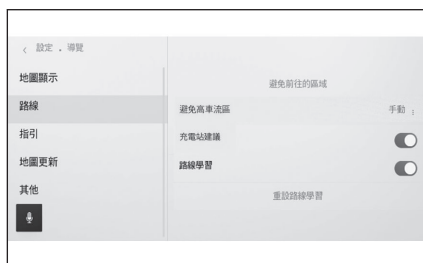 設定 . 導覽
地圖顯示
路線
指引
地圖更新
其他
避免前往的區域
避免高車流區
手動
充電站建議
路線學習
重設路線學習